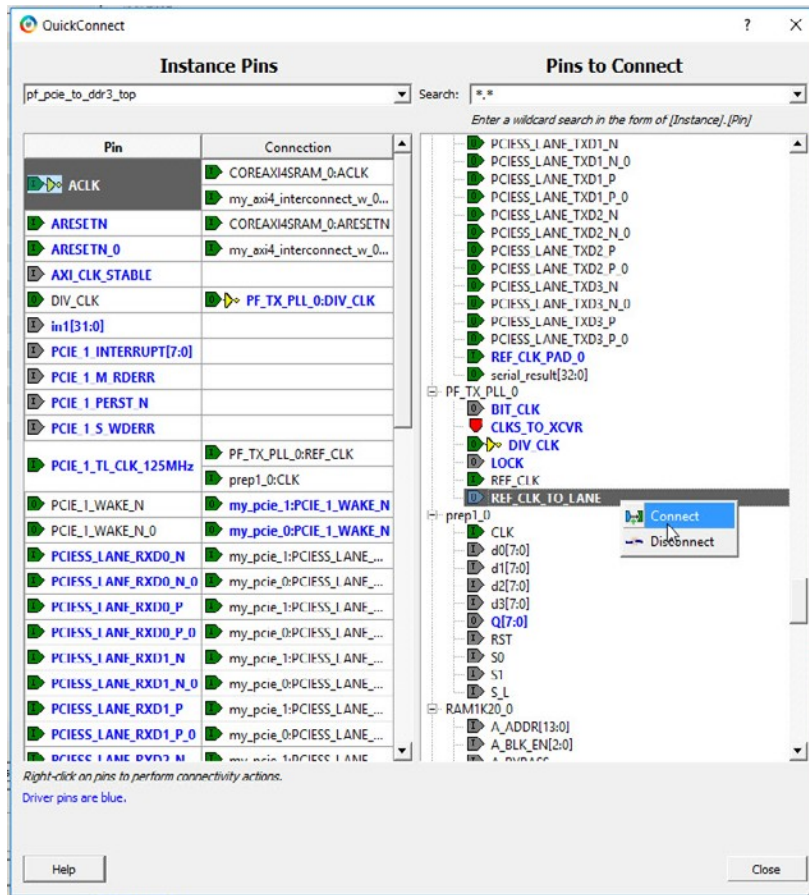 QuickConnect
?
Instance Pins
Pins to Connect
pf_pcie_to_ddr3_top
Search:
*.*
Enter a wildcard search in the form of [Instance].[Pin]
Pin
Connection
ACLK
COREAXI4SRAM_0:ACLK
my_axi4_interconnect_w_0...
ARESETN
COREAXI4SRAM_0:ARESETN
ARESETN_0
my_axi4_interconnect_w_0...
AXI_CLK_STABLE
DIV_CLK
PF_TX_PLL_0:DIV_CLK
in1[31:0]
PCIE_1_INTERRUPT[7:0]
PCIE_1_M_RDERR
PCIE_1_PERST_N
PCIE_1_S_WDERR
PCIE_1_TL_CLK_125MHz
PF_TX_PLL_0:REF_CLK
prep1_0:CLK
PCIE_1_WAKE_N
my_pcie_1:PCIE_1_WAKE_N
PCIE_1_WAKE_N_0
my_pcie_0:PCIE_1_WAKE_N
PCIESS_LANE_RXD0_N
my_pcie_1:PCIESS_LANE_...
PCIESS_LANE_RXD0_N_0
my_pcie_0:PCIESS_LANE_...
PCIESS_LANE_RXD0_P
my_pcie_1:PCIESS_LANE_...
PCIESS_LANE_RXD0_P_0
my_pcie_0:PCIESS_LANE_...
PCIESS_LANE_RXD1_N
my_pcie_1:PCIESS_LANE_...
PCIESS_LANE_RXD1_N_0
my_pcie_0:PCIESS_LANE_...
PCIESS_LANE_RXD1_P
my_pcie_1:PCIESS_LANE_...
PCIESS_LANE_RXD1_P_0
my_pcie_0:PCIESS_LANE_...
PCIESS_LANE_RXD2_N
my_pcie_1:PCIESS_LANE_...
PCIESS_LANE_TXD1_N
PCIESS_LANE_TXD1_N_0
PCIESS_LANE_TXD1_P
PCIESS_LANE_TXD1_P_0
PCIESS_LANE_TXD2_N
PCIESS_LANE_TXD2_N_0
PCIESS_LANE_TXD2_P
PCIESS_LANE_TXD2_P_0
PCIESS_LANE_TXD3_N
PCIESS_LANE_TXD3_N_0
PCIESS_LANE_TXD3_P
PCIESS_LANE_TXD3_P_0
REF_CLK_PAD_0
serial_result[32:0]
PF_TX_PLL_0
BIT_CLK
CLKS_TO_XCVR
DIV_CLK
LOCK
REF_CLK
REF_CLK_TO_LANE
Connect
Disconnect
prep1_0
CLK
d0[7:0]
d1[7:0]
d2[7:0]
d3[7:0]
Q[7:0]
RST
S0
S1
S_L
RAM1K20_0
A_ADDR[13:0]
A_BLK_EN[2:0]
A_BYPASS
Right-click on pins to perform connectivity actions.
Driver pins are blue.
Help
Close